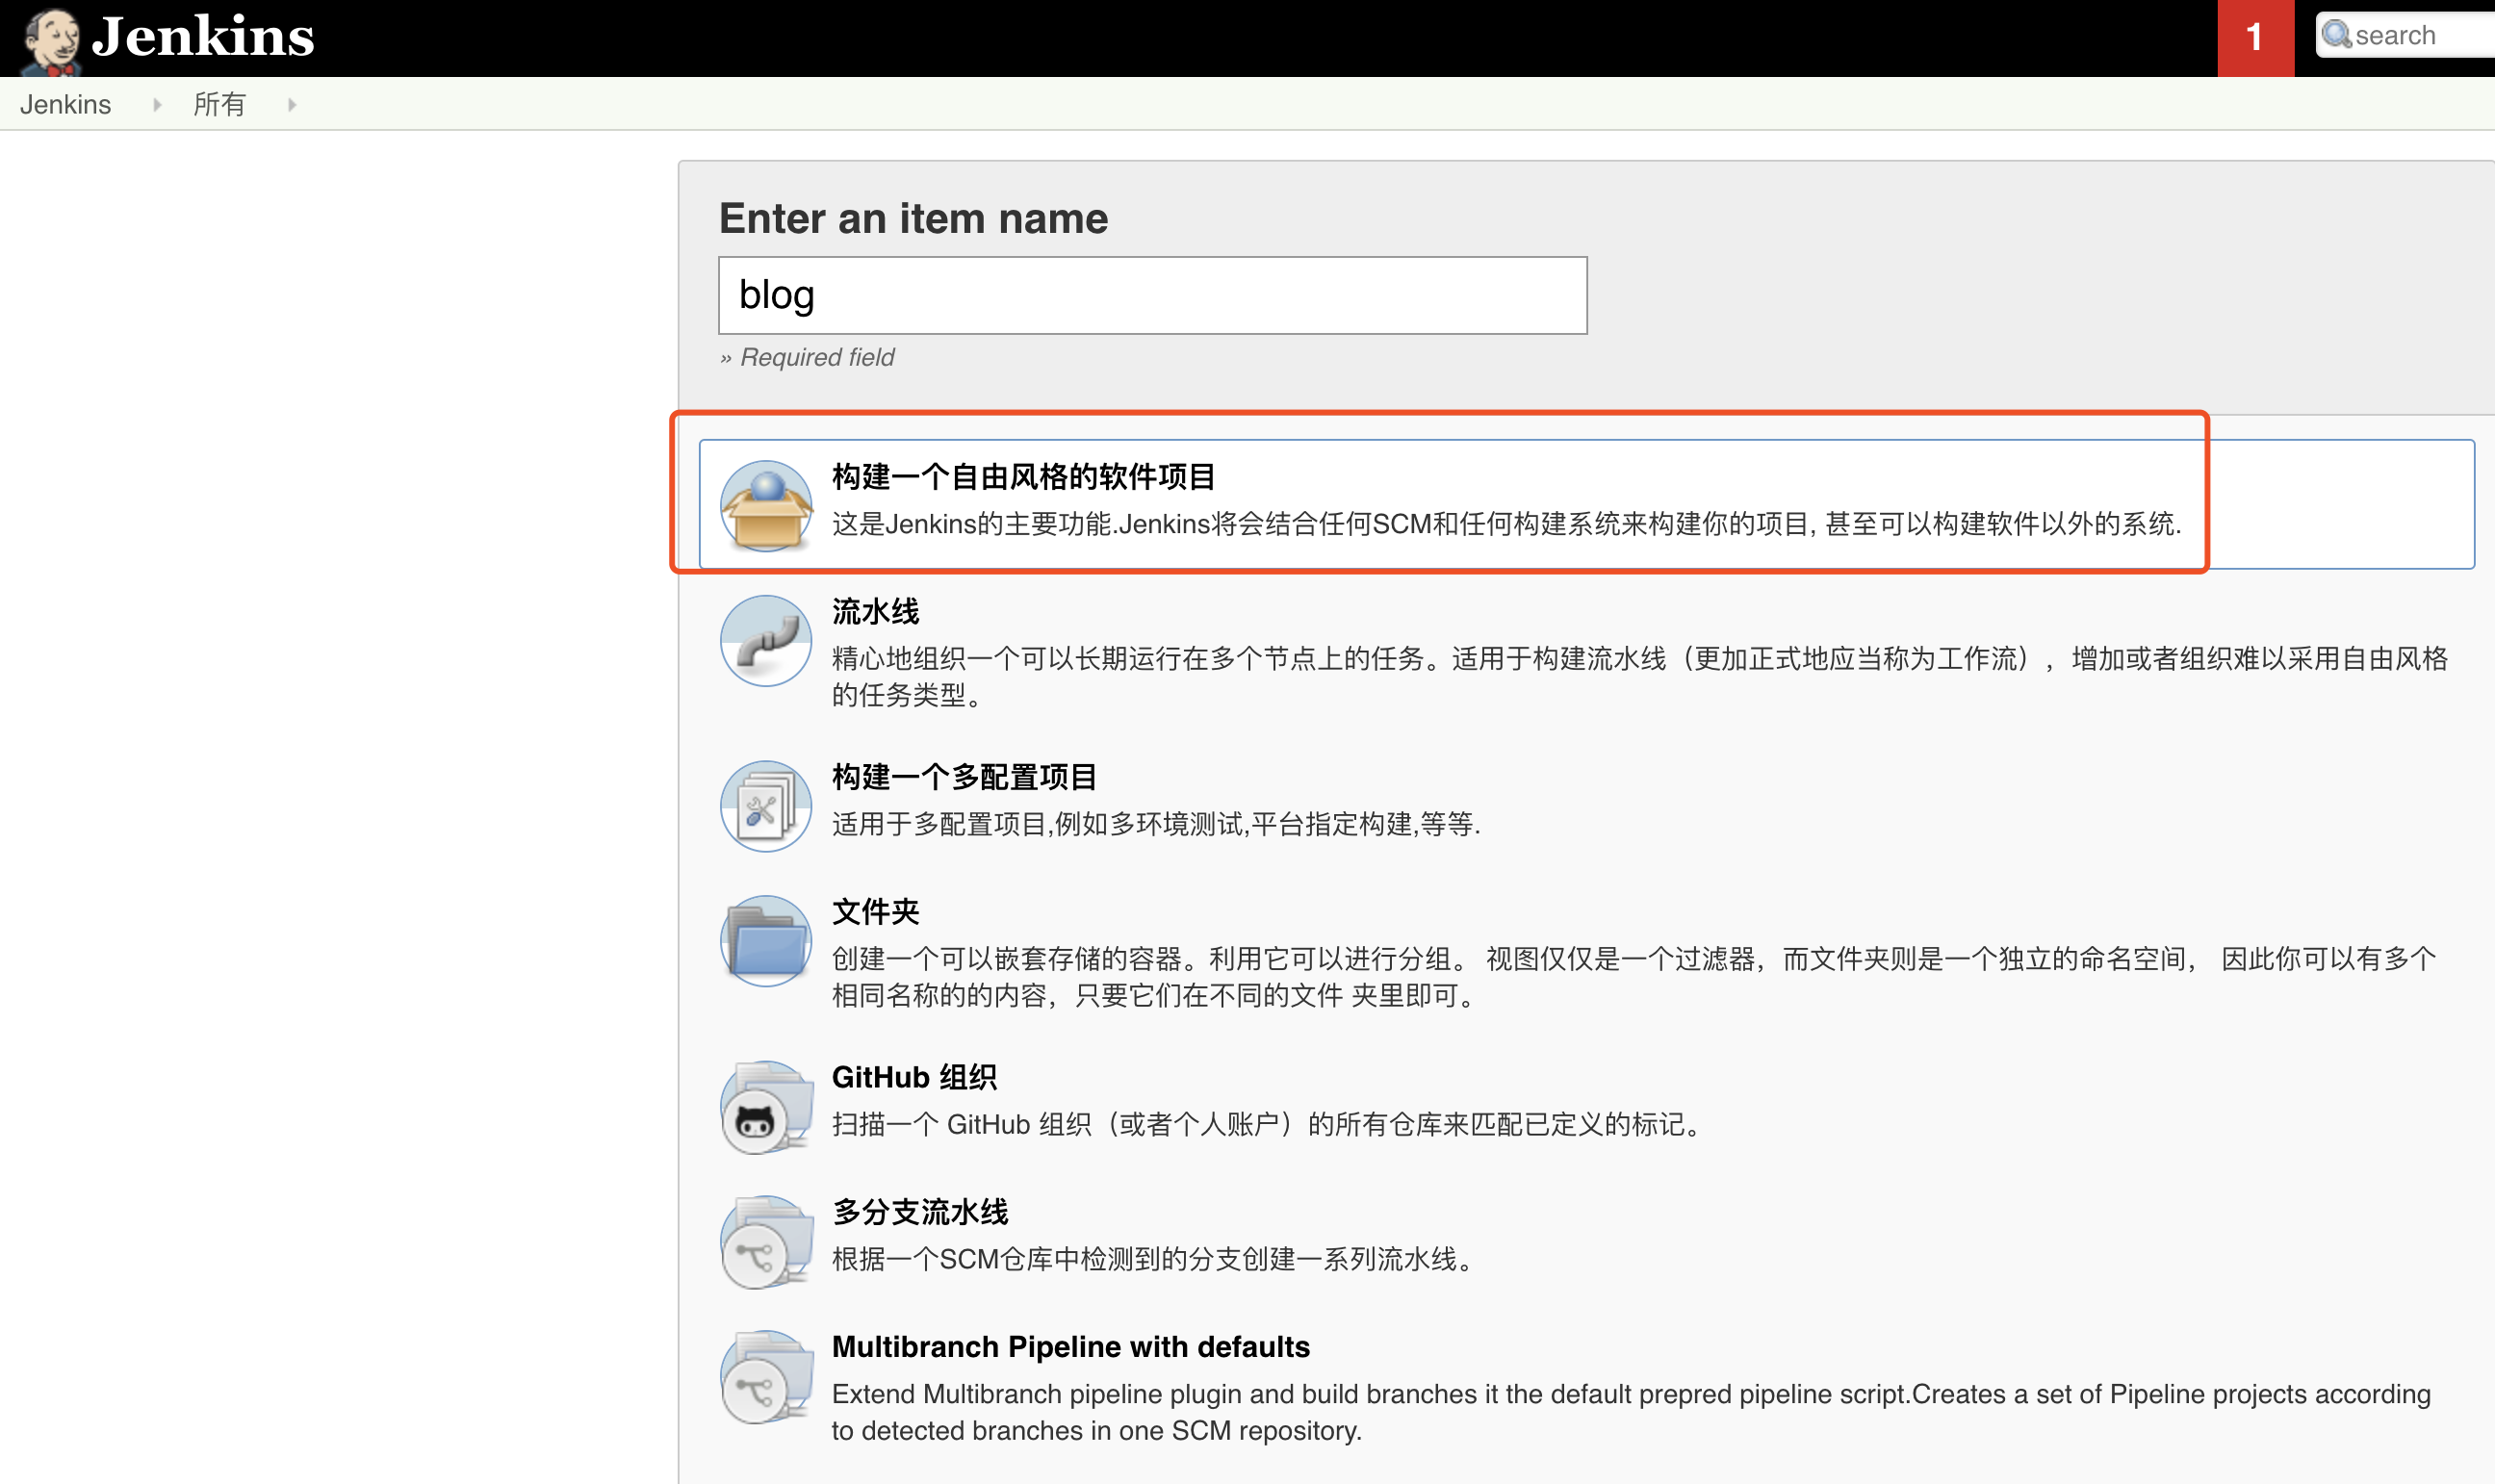 Jenkins
1
search
Jenkins
所有
Enter an item name
blog
» Required field
构建一个自由风格的软件项目
这是Jenkins的主要功能.Jenkins将会结合任何SCM和任何构建系统来构建你的项目, 甚至可以构建软件以外的系统.
流水线
精心地组织一个可以长期运行在多个节点上的任务。适用于构建流水线（更加正式地应当称为工作流），增加或者组织难以采用自由风格
的任务类型。
构建一个多配置项目
适用于多配置项目,例如多环境测试,平台指定构建,等等.
文件夹
创建一个可以嵌套存储的容器。利用它可以进行分组。 视图仅仅是一个过滤器，而文件夹则是一个独立的命名空间， 因此你可以有多个
相同名称的的内容，只要它们在不同的文件 夹里即可。
GitHub 组织
扫描一个 GitHub 组织（或者个人账户）的所有仓库来匹配已定义的标记。
多分支流水线
根据一个SCM仓库中检测到的分支创建一系列流水线。
Multibranch Pipeline with defaults
Extend Multibranch pipeline plugin and build branches it the default prepred pipeline script.Creates a set of Pipeline projects according
to detected branches in one SCM repository.